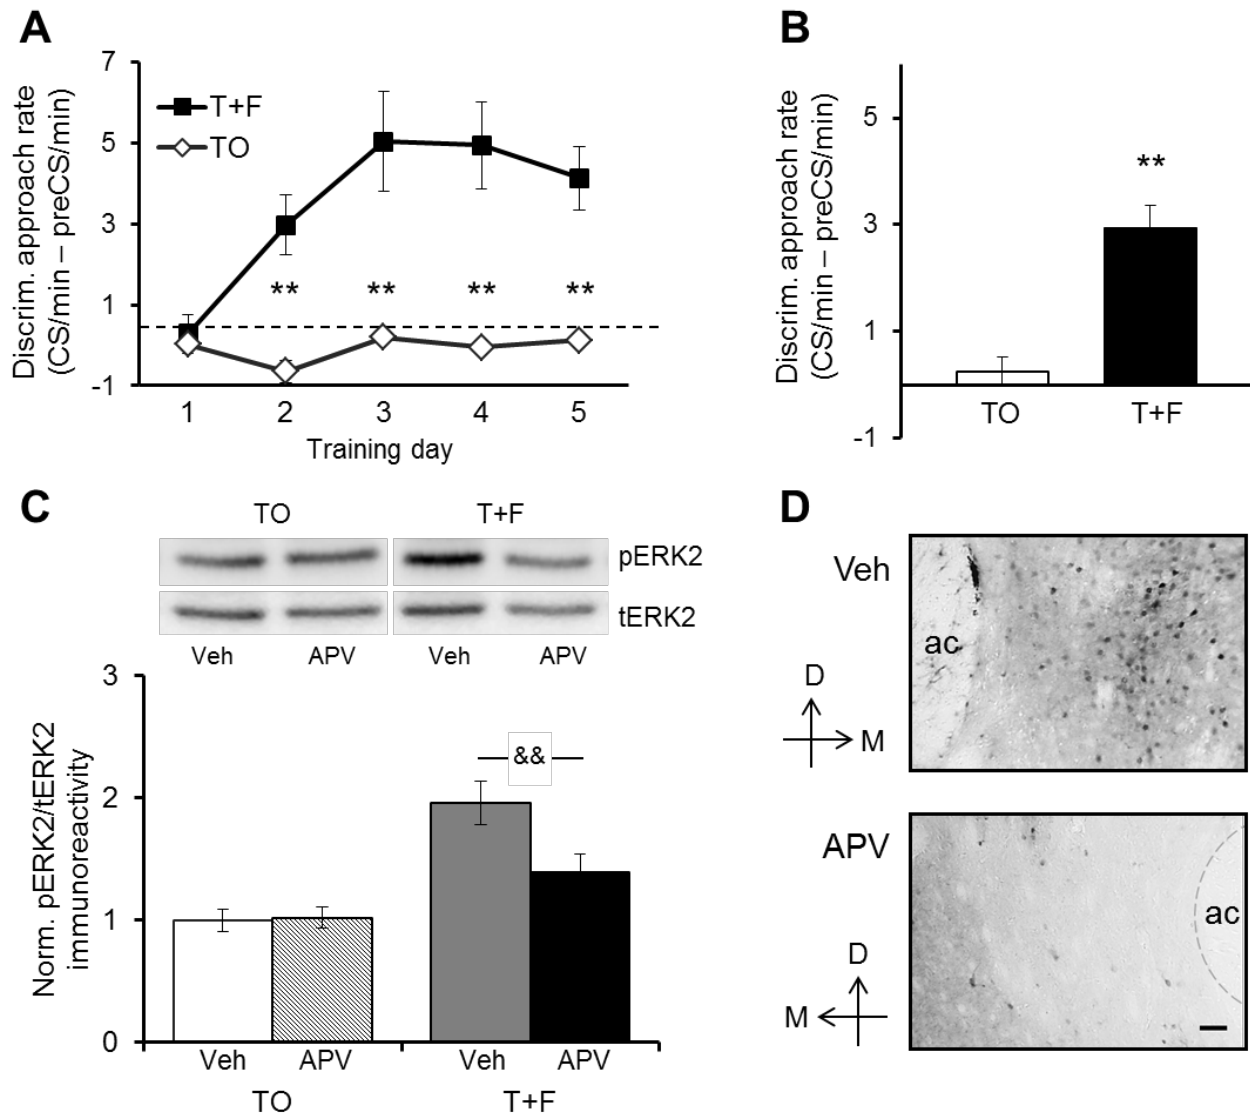 A
Discrim. approach rate
(CS/min – preCS/min)
7
5
3
1
-1
T+F
TO
** ** ** **
1 2 3 4 5
Training day
B
Discrim. approach rate
(CS/min – preCS/min)
5
3
1
-1
**
TO T+F
C
TO T+F
pERK2
tERK2
Veh APV Veh APV
Norm. pERK2/tERK2
immunoreactivity
3
2
1
0
&&
Veh APV Veh APV
TO T+F
D
Veh
ac
D
M
APV
ac
D
M